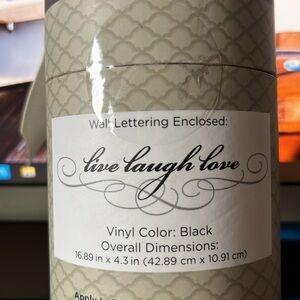 Wall Lettering Enclosed:
live laugh love
Vinyl Color: Black
Overall Dimensions:
16.89 in x 4.3 in (42.89 cm x 10.91 cm)
Apply